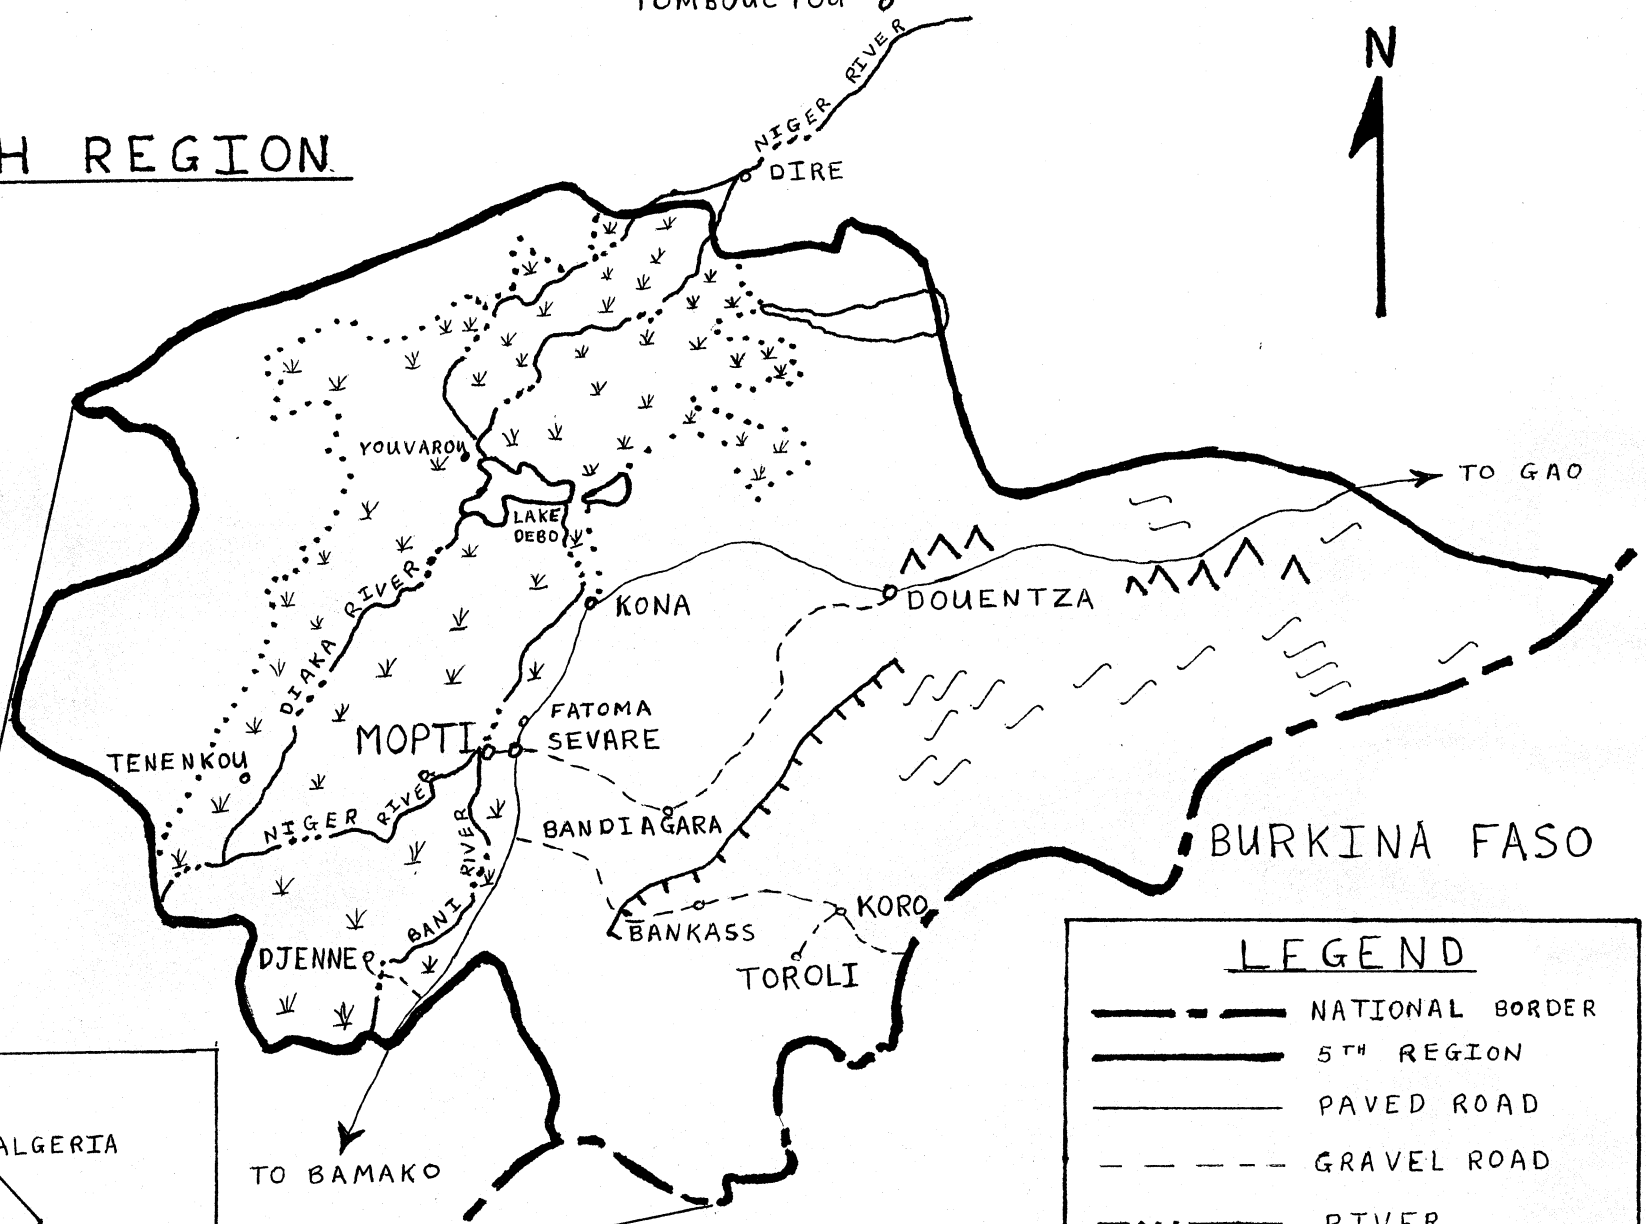 TOMBOUCTOU
N
NIGER RIVER
H REGION
DIRE
YOUVAROU
TO GAO
LAKE
DEBO
DIAKA RIVER
KONA
DOUENTZA
FATOMA
MOPTI
SEVARE
TENENKOU
NIGER RIVER
BANI RIVER
BANDIAGARA
BURKINA FASO
KORO
BANKASS
DJENNE
TOROLI
LEGEND
NATIONAL BORDER
5TH REGION
PAVED ROAD
GRAVEL ROAD
RIVER
ALGERIA
TO BAMAKO